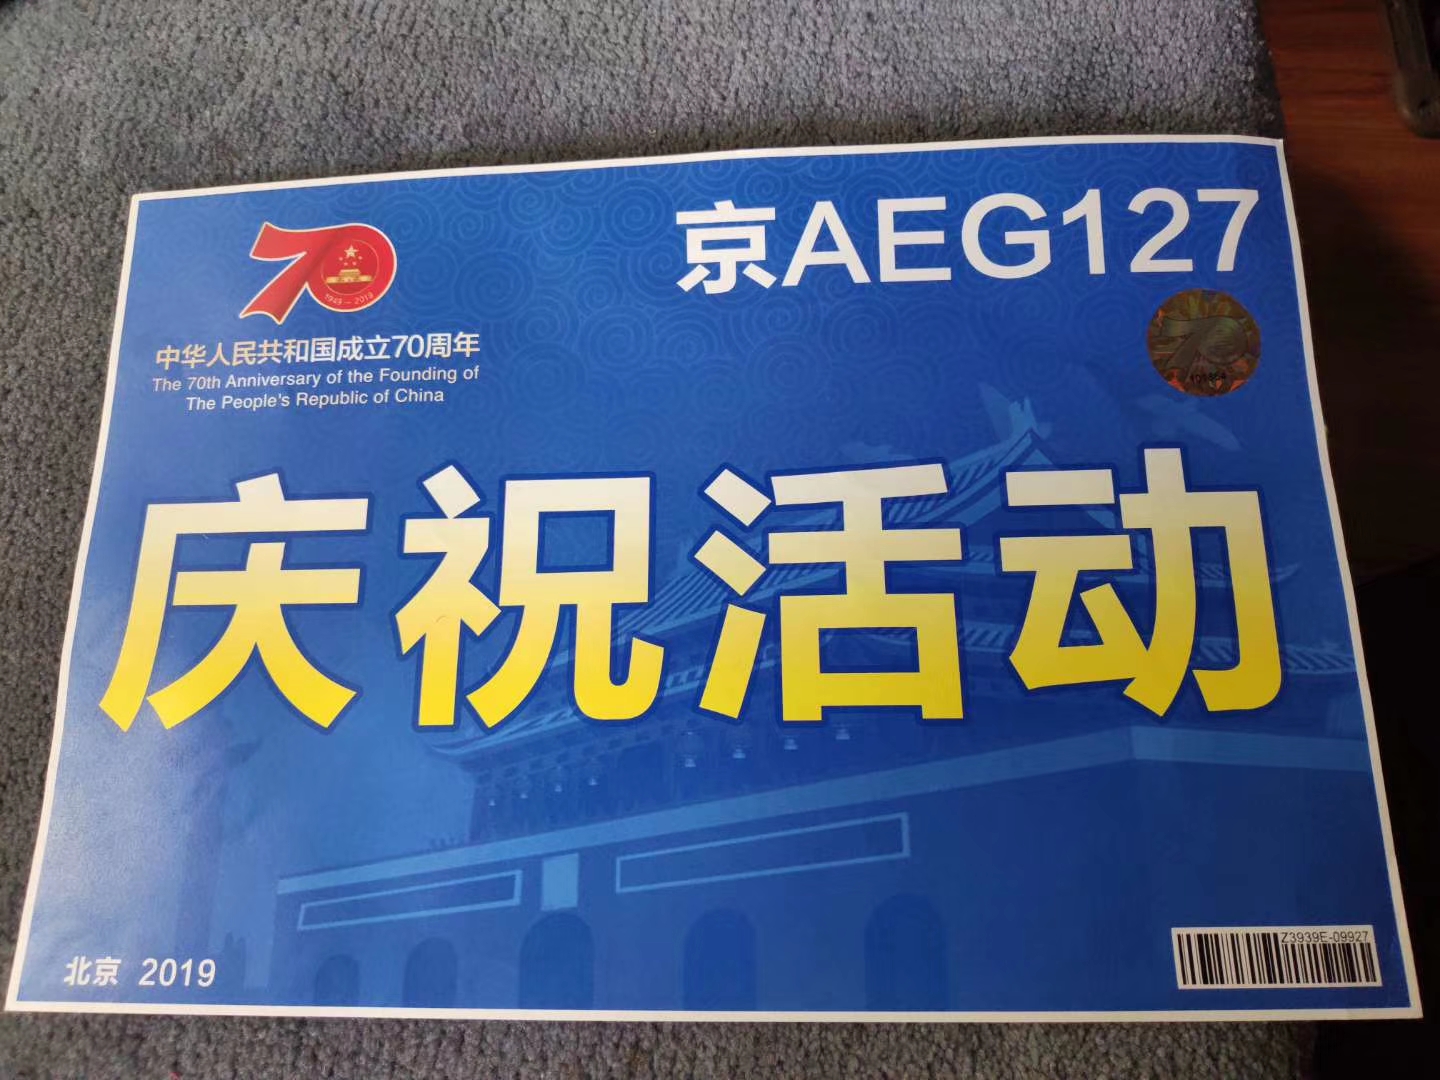 京AEG127
1949-2019
中华人民共和国成立70周年
The 70th Anniversary of the Founding of
The People's Republic of China
庆祝活动
北京 2019
Z3939E-09927